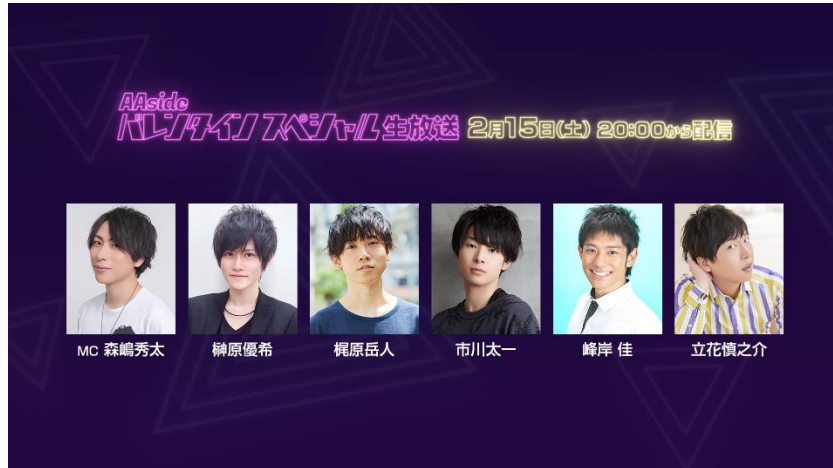 AAside
バレンタイン スペシャル 生放送 2月15日(土) 20:00から配信
MC 森嶋秀太
榊原優希
梶原岳人
市川太一
峰岸 佳
立花慎之介